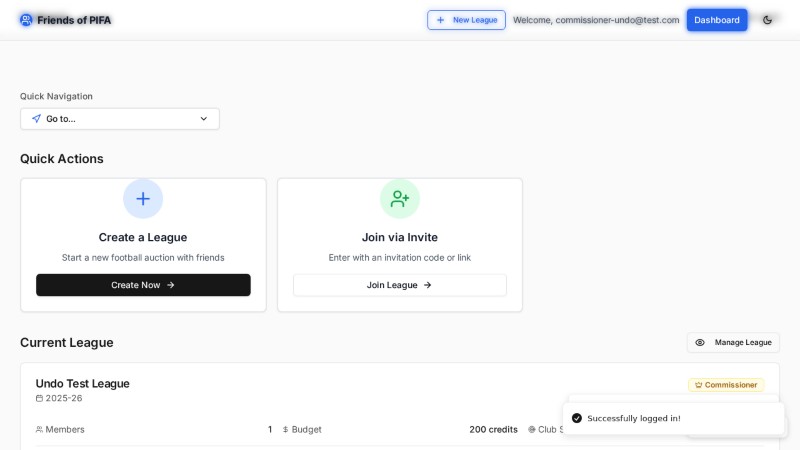 Friends of PIFA
New League
Welcome, commissioner-undo@test.com
Dashboard
Quick Navigation
Go to...
Quick Actions
Create a League
Start a new football auction with friends
Create Now
Join via Invite
Enter with an invitation code or link
Join League
Current League
Manage League
Undo Test League
Commissioner
2025-26
Members 1
Budget 200 credits
Club S
Successfully logged in!